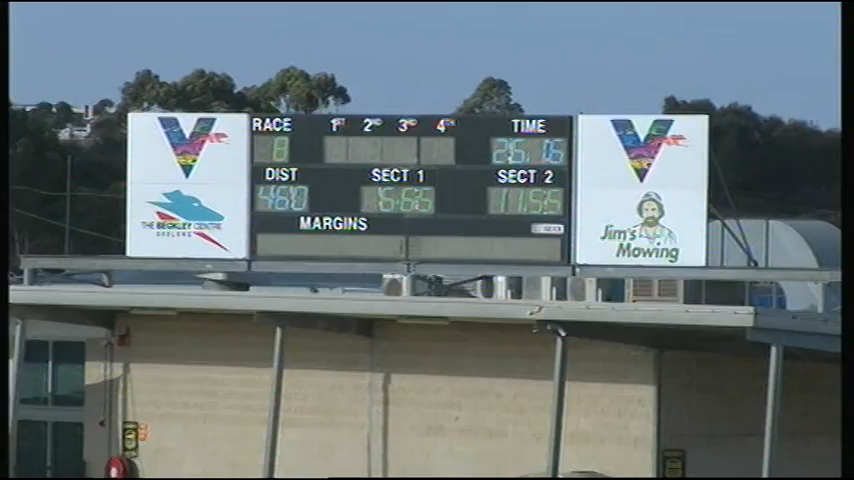 V
RACE 1ST 2ND 3RD 4TH TIME
8 26.16
DIST SECT 1 SECT 2
460 15.65 11.55
MARGINS
THE BECKLEY CENTRE
GEELONG
V
Jim's
Mowing